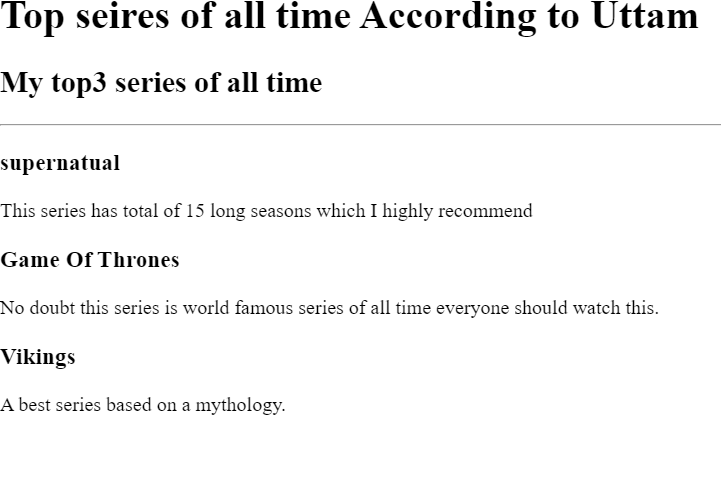 Top seires of all time According to Uttam
My top3 series of all time
supernatual
This series has total of 15 long seasons which I highly recommend
Game Of Thrones
No doubt this series is world famous series of all time everyone should watch this.
Vikings
A best series based on a mythology.